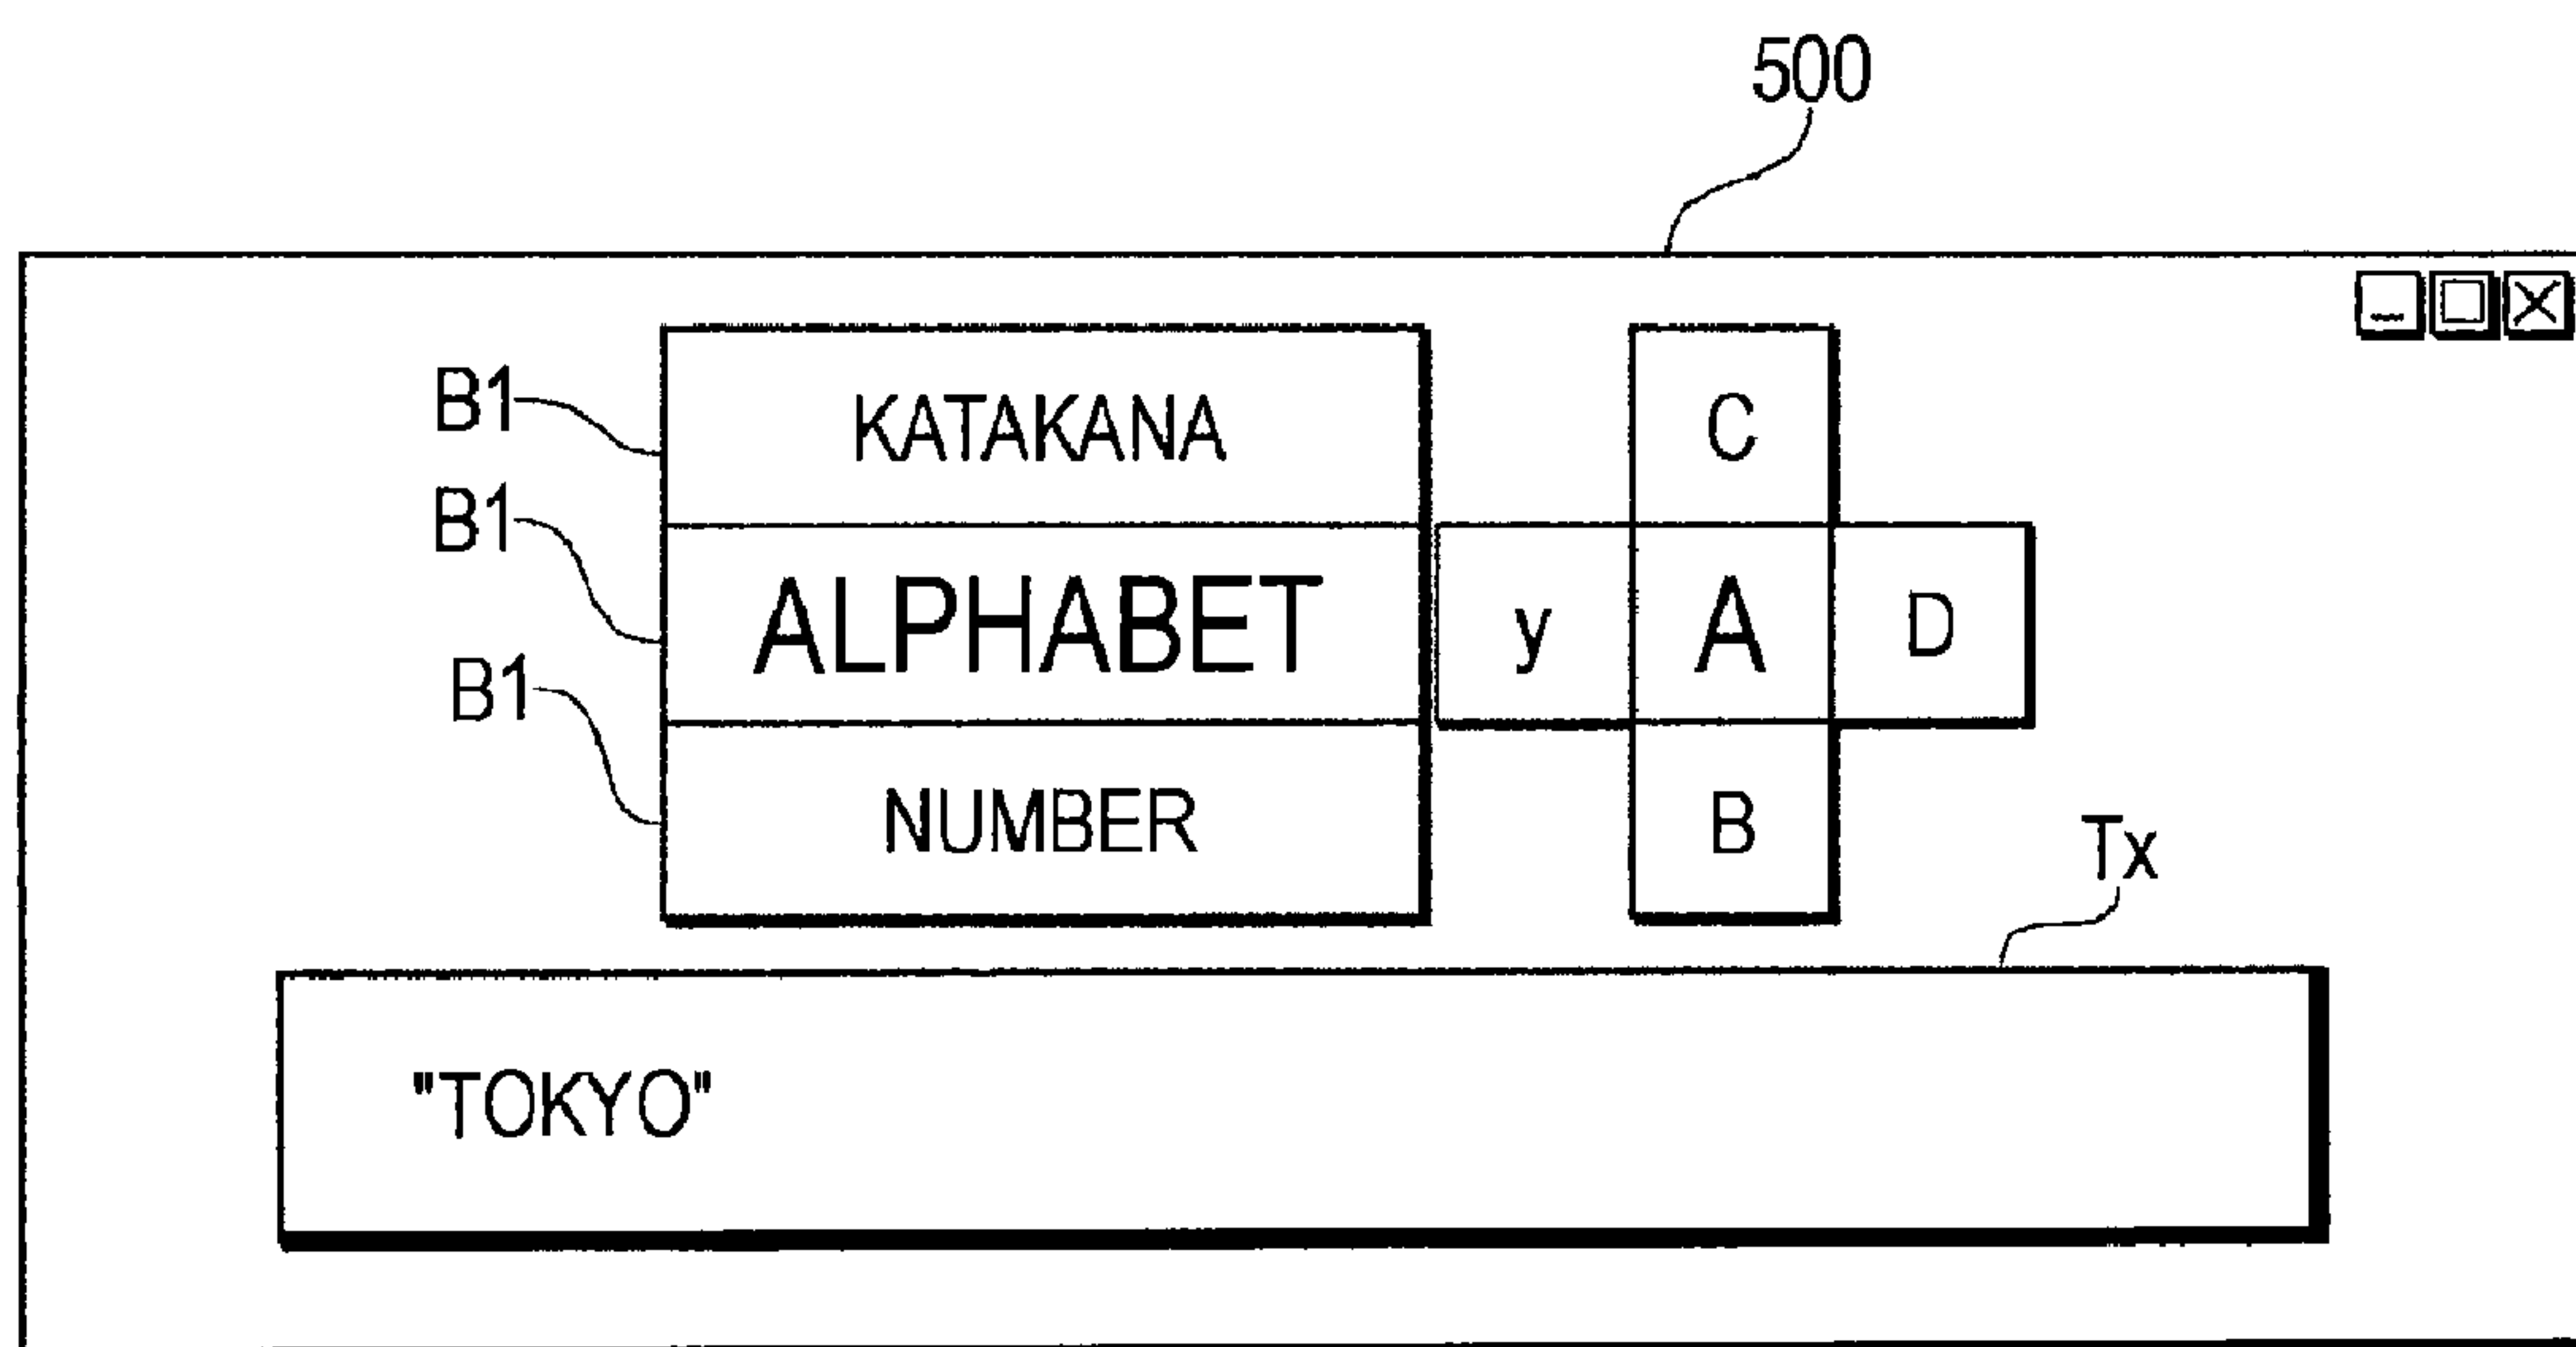 500
B1 KATAKANA C
B1 ALPHABET y A D
B1 NUMBER B
Tx
"TOKYO"